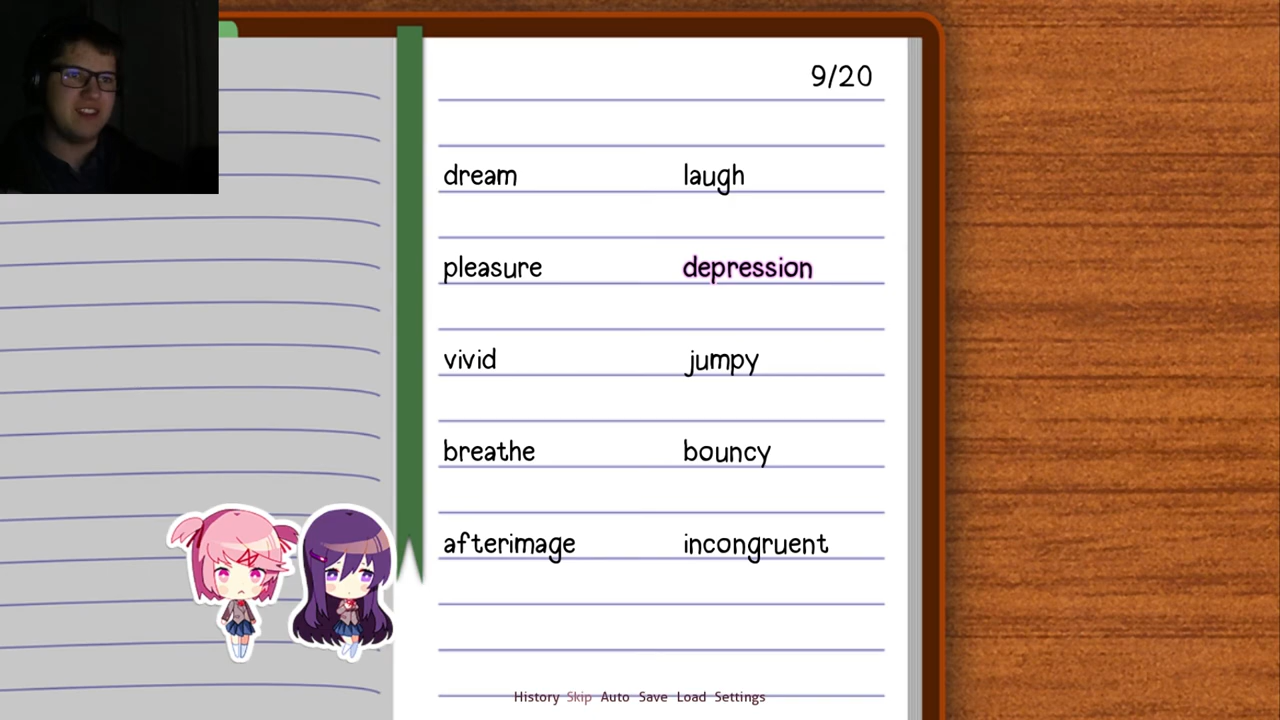 9/20
dream laugh
pleasure depression
vivid jumpy
breathe bouncy
afterimage incongruent
History Skip Auto Save Load Settings